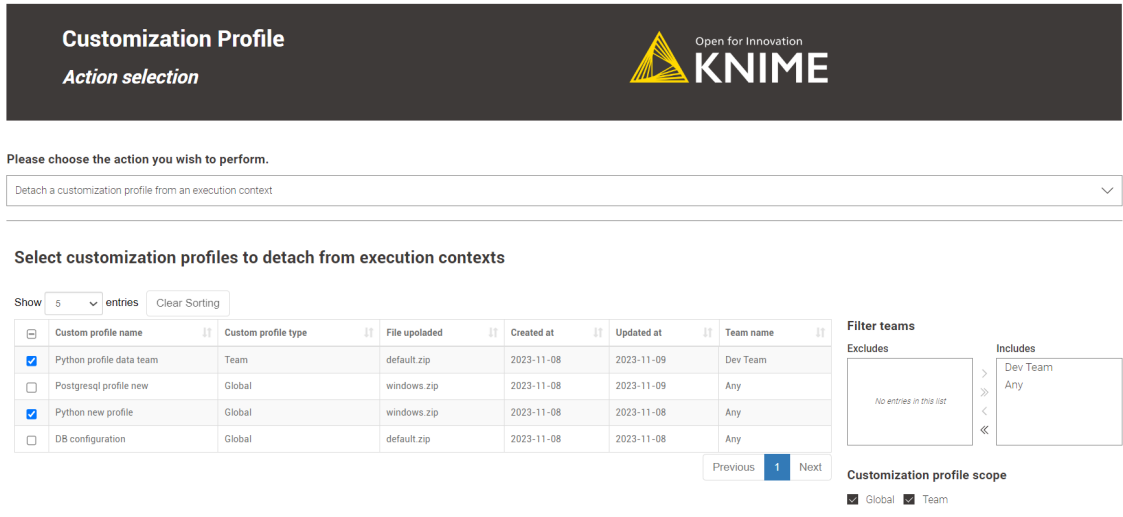 Customization Profile
Action selection
Open for Innovation
KNIME
Please choose the action you wish to perform.
Detach a customization profile from an execution context
Select customization profiles to detach from execution contexts
Show 5 entries Clear Sorting
Custom profile name Custom profile type File upoladed Created at Updated at Team name
Python profile data team Team default.zip 2023-11-08 2023-11-09 Dev Team
Postgresql profile new Global windows.zip 2023-11-08 2023-11-09 Any
Python new profile Global windows.zip 2023-11-08 2023-11-08 Any
DB configuration Global default.zip 2023-11-08 2023-11-08 Any
Previous 1 Next
Filter teams
Excludes Includes
No entries in this list
Dev Team
Any
Customization profile scope
Global Team